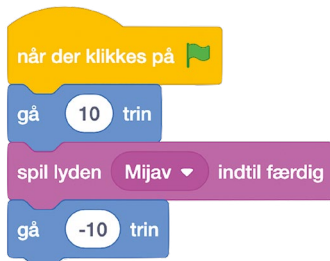 når der klikkes på
gå 10 trin
spil lyden Mijav indtil færdig
gå -10 trin